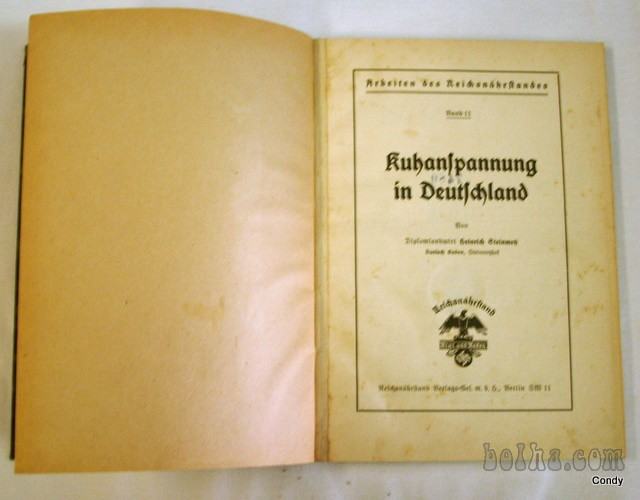 Arbeiten des Reichsnährstandes
Band 11
Kuhanspannung
in Deutschland
Von
Diplomlandwirt Heinrich Steinmetz
Reichsnährstand
Blut und Boden
Reichsnährstand Verlags-Ges. m. b. H., Berlin SW 11
bolha.com
Condy